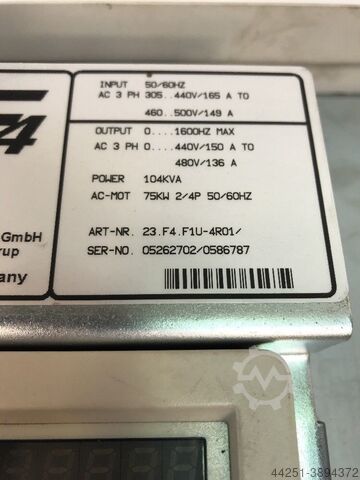 INPUT 50/60HZ
AC 3 PH 305..440V/165 A TO
460..500V/149 A
OUTPUT 0....1600HZ MAX
AC 3 PH 0....440V/150 A TO
480V/136 A
POWER 104KVA
AC-MOT 75KW 2/4P 50/60HZ
ART-NR. 23.F4.F1U-4R01/
SER-NO. 05262702/0586787
F4
GmbH
rup
any
44251-3894372